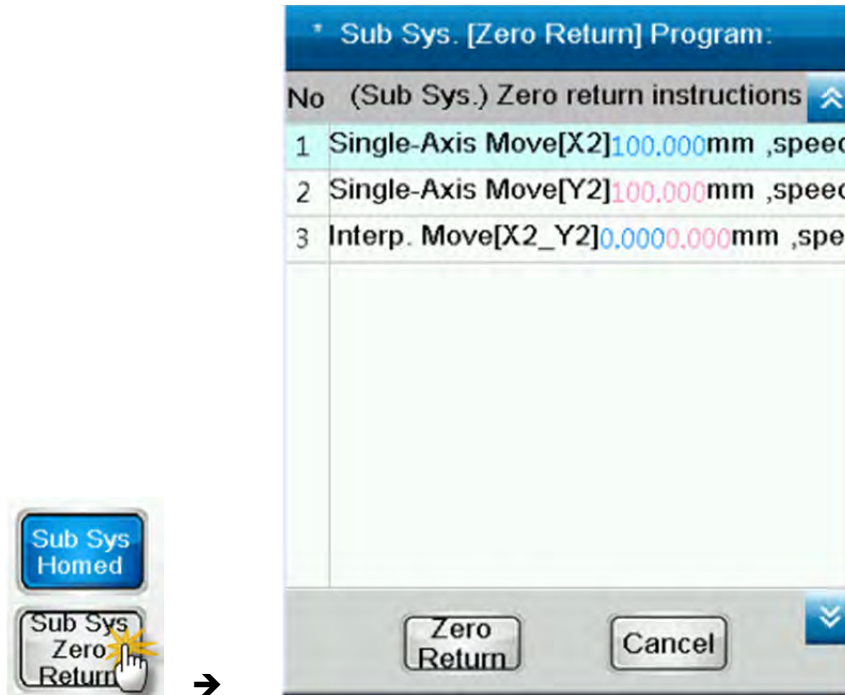 * Sub Sys. [Zero Return] Program:
No (Sub Sys.) Zero return instructions
1 Single-Axis Move[X2]100.000mm ,speed
2 Single-Axis Move[Y2]100.000mm ,speed
3 Interp. Move[X2_Y2]0.0000.000mm ,spe
Sub Sys
Homed
Sub Sys
Zero
Return
➔
Zero
Return
Cancel